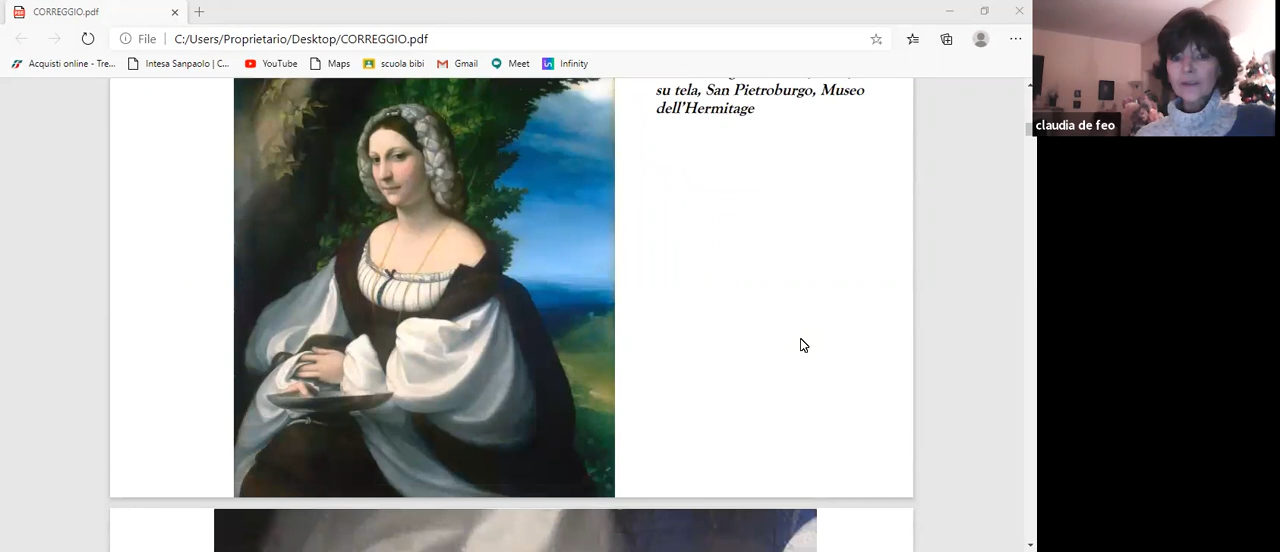 CORREGGIO.pdf
File
C:/Users/Proprietario/Desktop/CORREGGIO.pdf
Acquisti online - Tre...
Intesa Sanpaolo | C...
YouTube
Maps
scuola bibi
Gmail
Meet
Infinity
su tela, San Pietroburgo, Museo
dell'Hermitage
claudia de feo